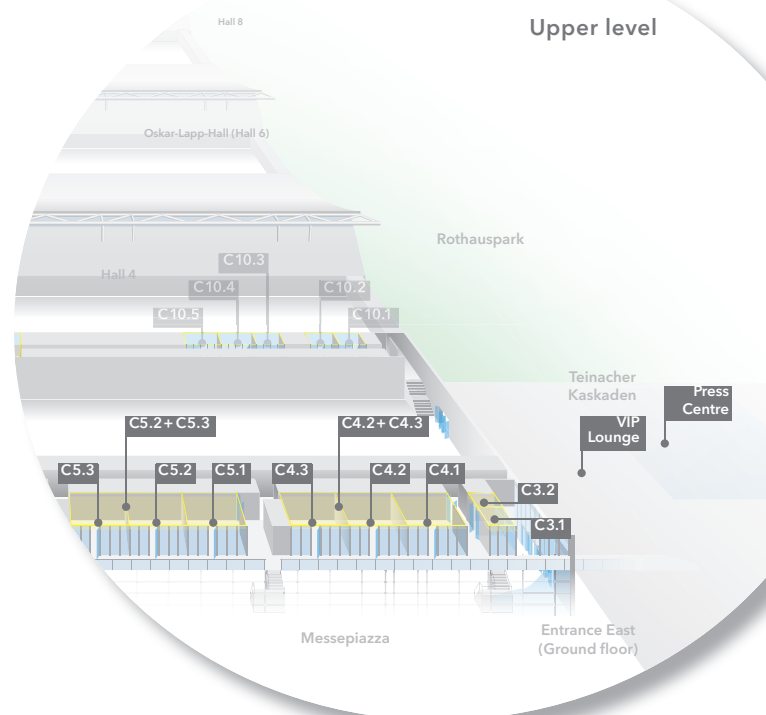 Hall 8
Upper level
Oskar-Lapp-Hall (Hall 6)
Rothauspark
C10.3
Hall 4
C10.4
C10.2
C10.5
C10.1
Teinacher
Kaskaden
Press
Centre
C5.2 + C5.3
C4.2 + C4.3
VIP
Lounge
C5.3
C5.2
C5.1
C4.3
C4.2
C4.1
C3.2
C3.1
Messepiazza
Entrance East
(Ground floor)